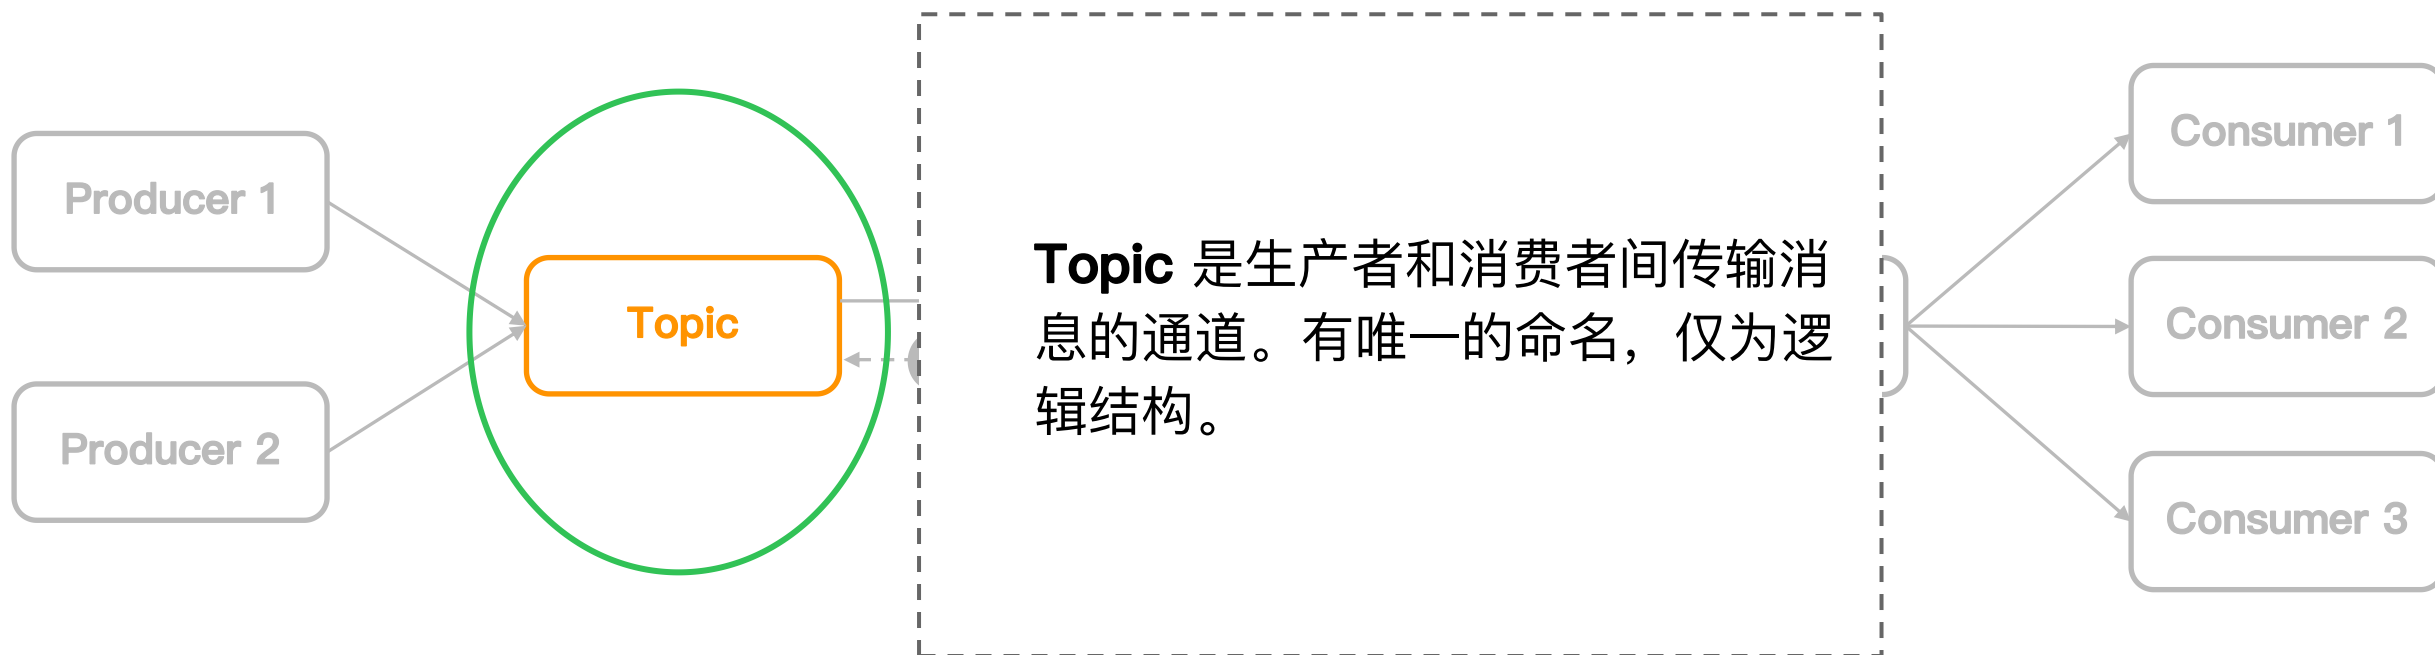 Producer 1
Producer 2
Topic
Topic 是生产者和消费者间传输消
息的通道。有唯一的命名，仅为逻
辑结构。
Consumer 1
Consumer 2
Consumer 3